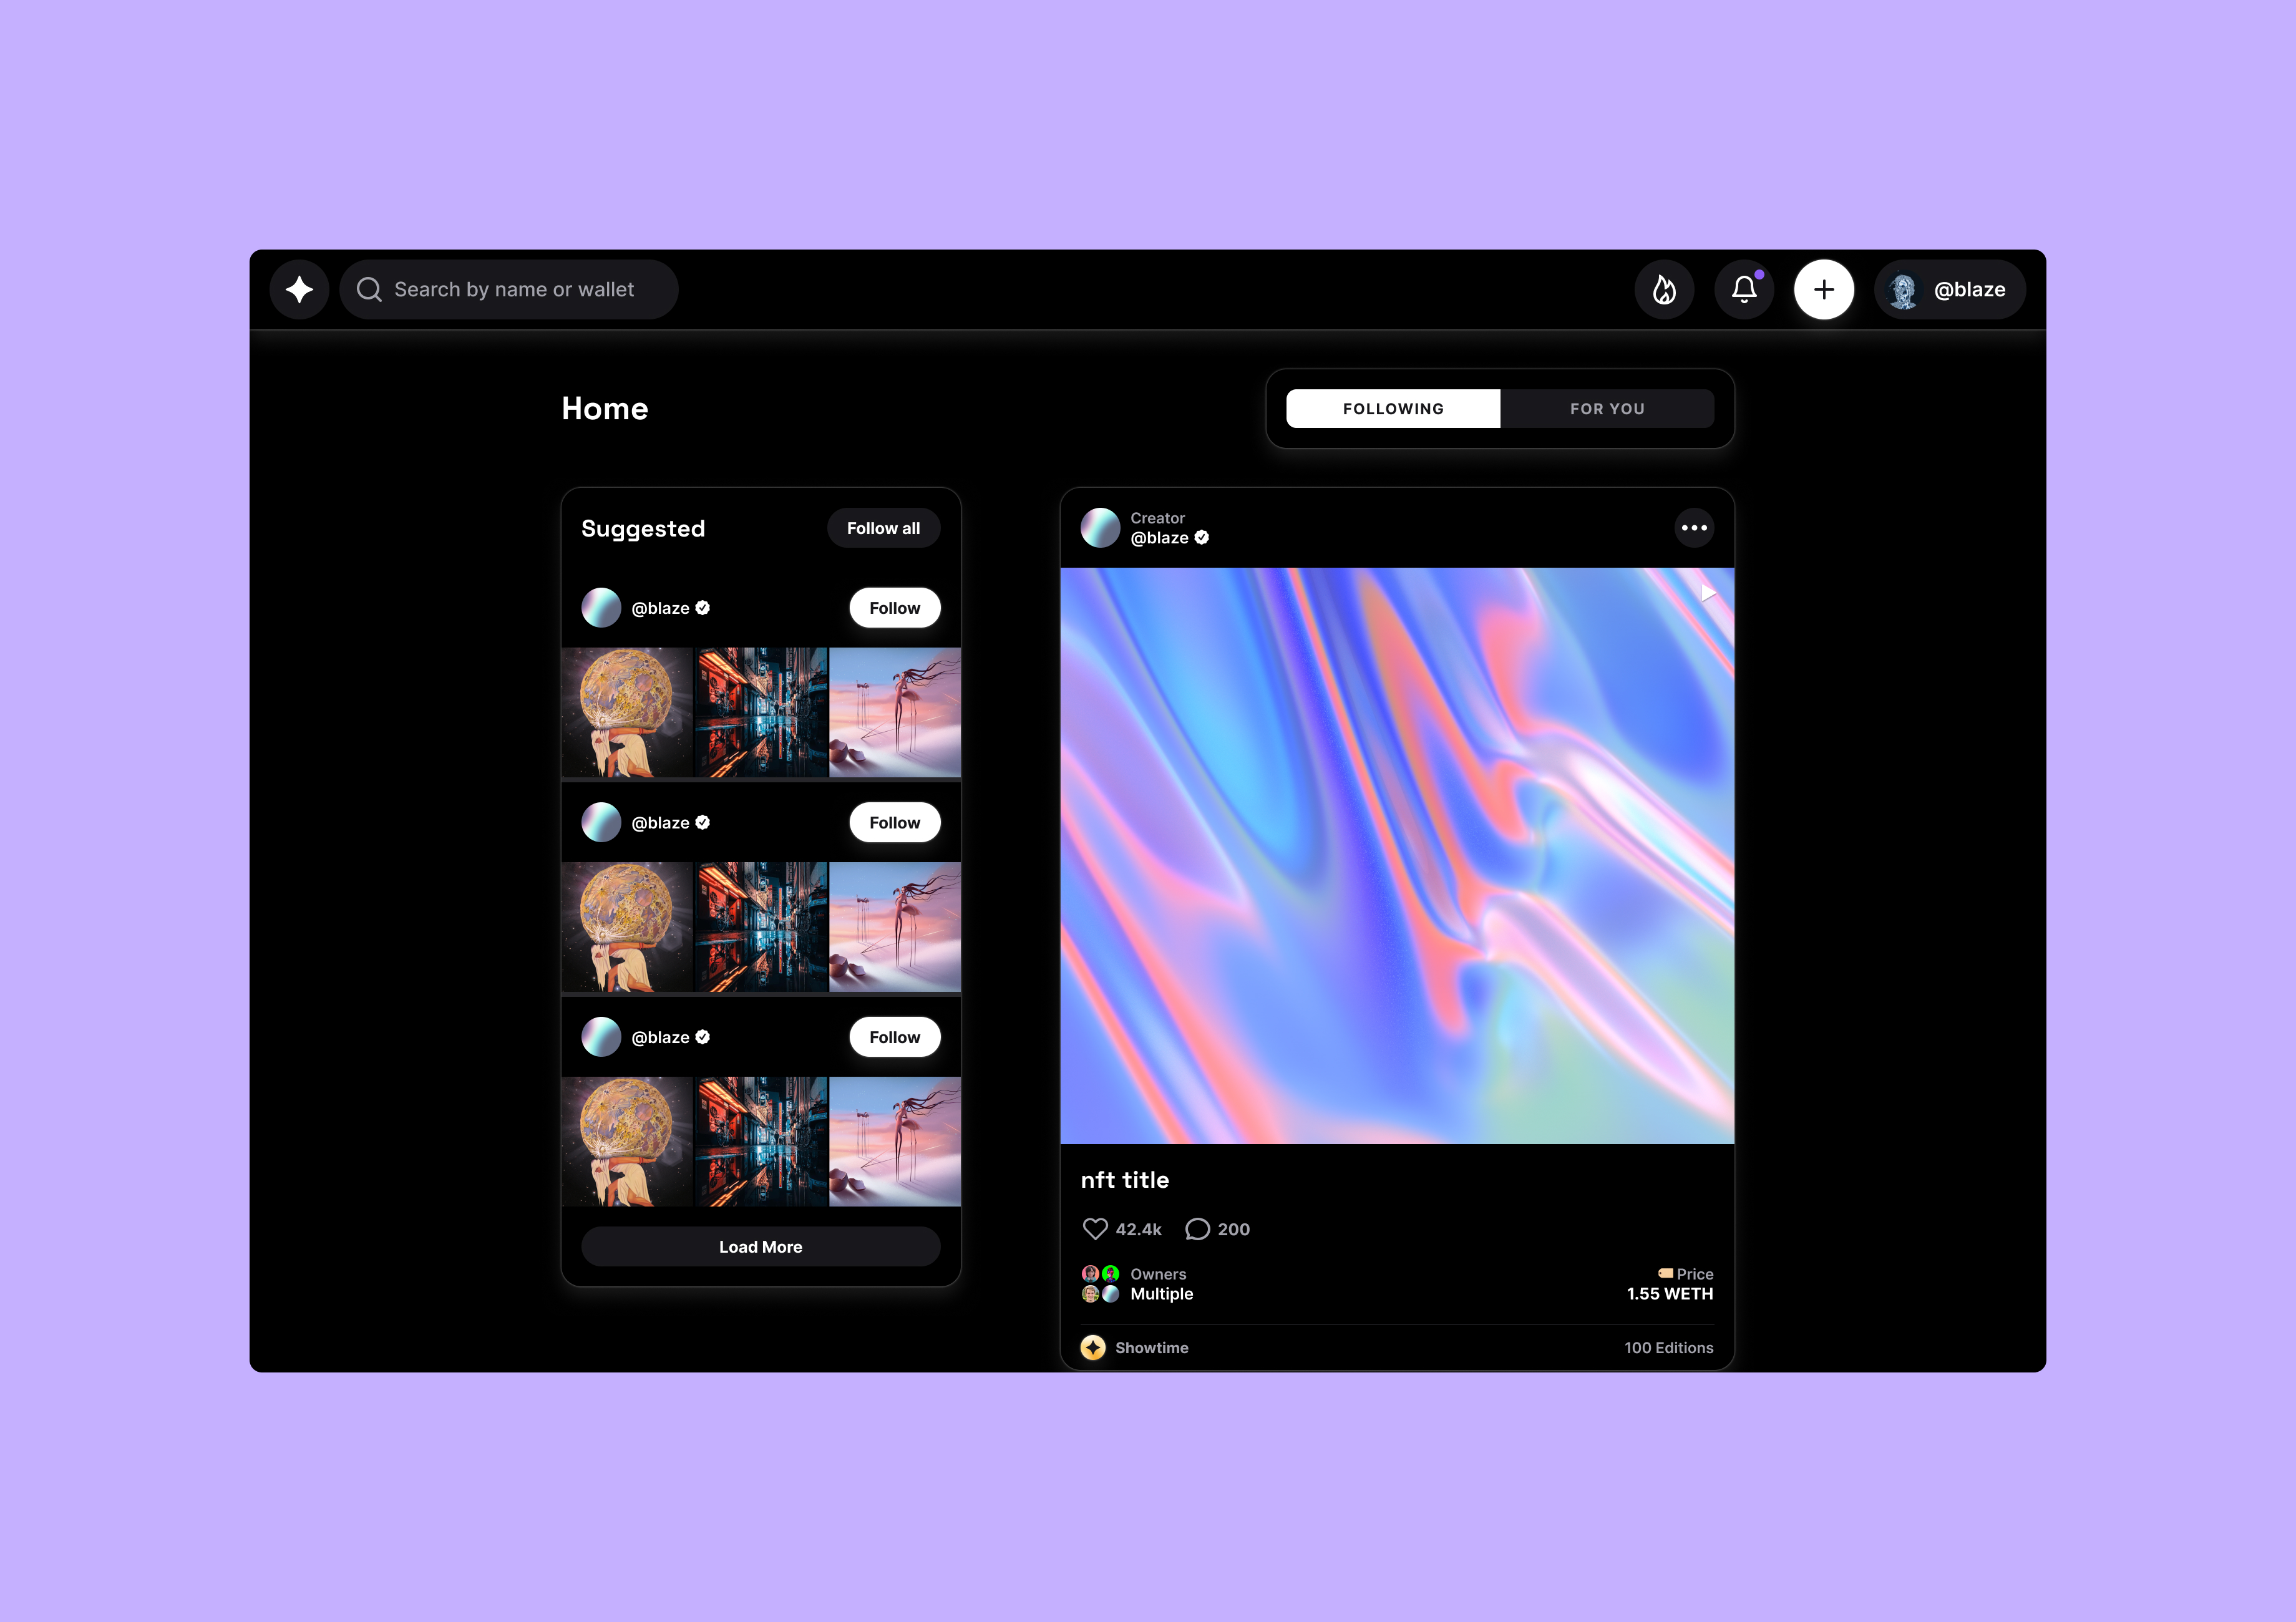 Search by name or wallet
@blaze
Home
FOLLOWING
FOR YOU
Suggested
Follow all
@blaze
Follow
@blaze
Follow
@blaze
Follow
Load More
Creator
@blaze
nft title
42.4k
200
Owners
Multiple
Price
1.55 WETH
Showtime
100 Editions